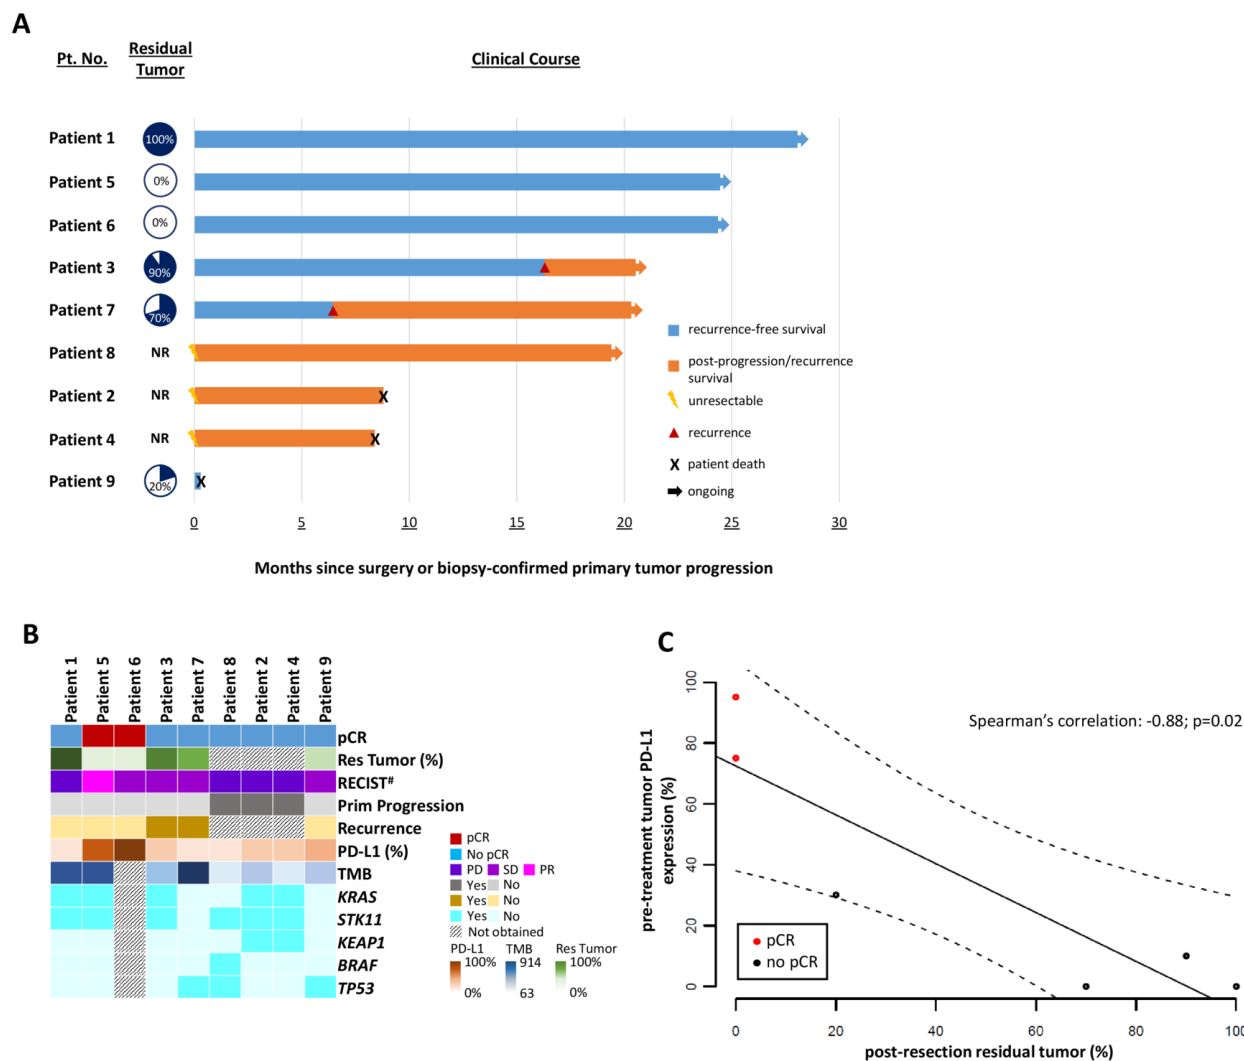 A
Pt. No.
Residual
Tumor
Clinical Course
Patient 1
100%
Patient 5
0%
Patient 6
0%
Patient 3
90%
Patient 7
70%
Patient 8
NR
Patient 2
NR
X
Patient 4
NR
X
Patient 9
20%
X
recurrence-free survival
post-progression/recurrence
survival
unresectable
recurrence
X patient death
ongoing
0 5 10 15 20 25 30
Months since surgery or biopsy-confirmed primary tumor progression
B
Patient 1
Patient 5
Patient 6
Patient 3
Patient 7
Patient 8
Patient 2
Patient 4
Patient 9
pCR
Res Tumor (%)
RECIST#
Prim Progression
Recurrence
PD-L1 (%)
TMB
KRAS
STK11
KEAP1
BRAF
TP53
pCR
No pCR
PD SD PR
Yes No
Yes No
Yes No
Not obtained
PD-L1 TMB Res Tumor
100% 914 100%
0% 63 0%
C
Spearman's correlation: -0.88; p=0.02
pre-treatment tumor PD-L1
expression (%)
100
80
60
40
20
0
pCR
no pCR
0 20 40 60 80 100
post-resection residual tumor (%)